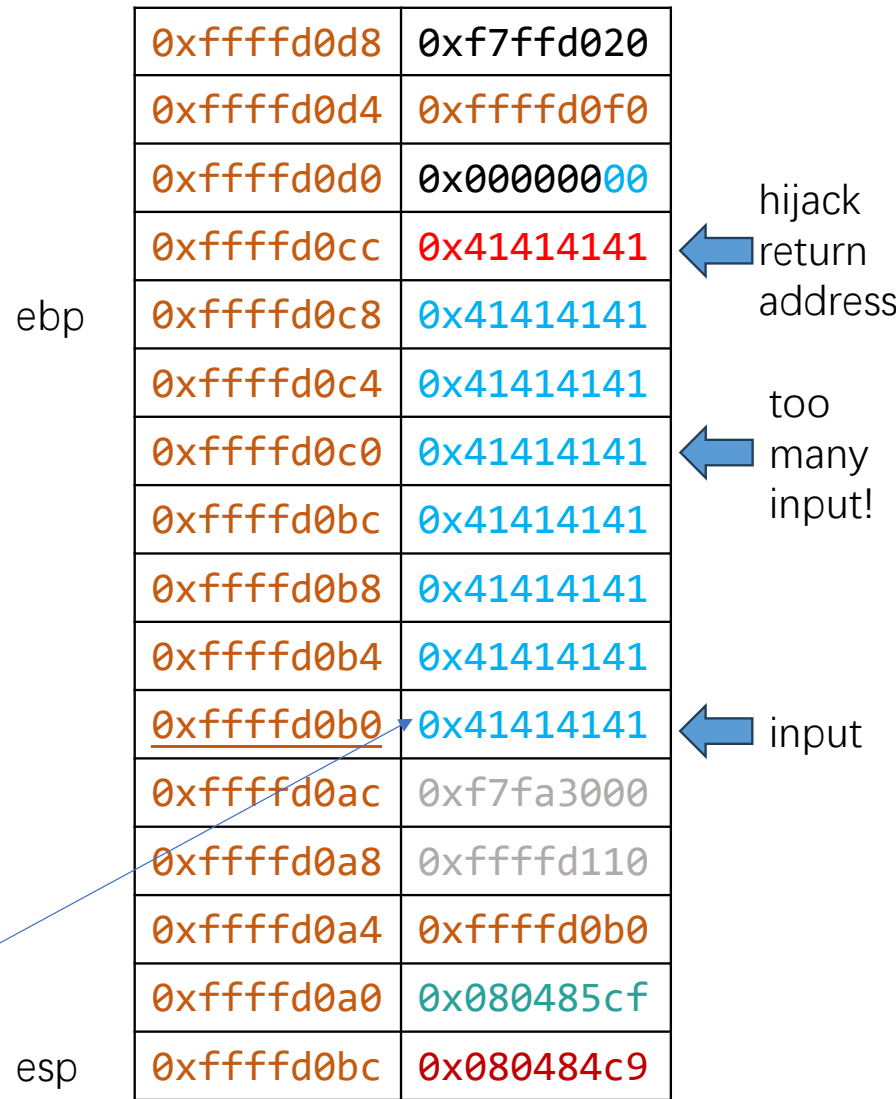 0xffffd0d8 0xf7ffd020
0xffffd0d4 0xffffd0f0
0xffffd0d0 0x00000000
hijack
0xffffd0cc 0x41414141 return
address
ebp 0xffffd0c8 0x41414141
0xffffd0c4 0x41414141
too
0xffffd0c0 0x41414141 many
input!
0xffffd0bc 0x41414141
0xffffd0b8 0x41414141
0xffffd0b4 0x41414141
0xffffd0b0 0x41414141 input
0xffffd0ac 0xf7fa3000
0xffffd0a8 0xffffd110
0xffffd0a4 0xffffd0b0
0xffffd0a0 0x080485cf
esp 0xffffd0bc 0x080484c9